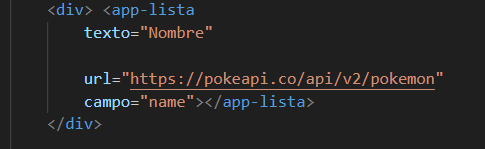 <div> <app-lista
texto="Nombre"
url="https://pokeapi.co/api/v2/pokemon"
campo="name"></app-lista>
</div>